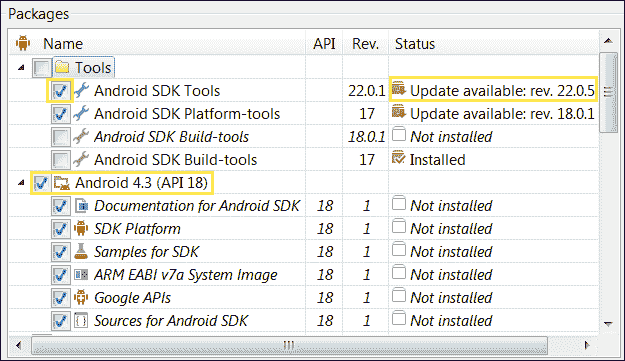 Packages
Name API Rev. Status
Tools
Android SDK Tools 22.0.1 Update available: rev. 22.0.5
Android SDK Platform-tools 17 Update available: rev. 18.0.1
Android SDK Build-tools 18.0.1 Not installed
Android SDK Build-tools 17 Installed
Android 4.3 (API 18)
Documentation for Android SDK 18 1 Not installed
SDK Platform 18 1 Not installed
Samples for SDK 18 1 Not installed
ARM EABI v7a System Image 18 1 Not installed
Google APIs 18 1 Not installed
Sources for Android SDK 18 1 Not installed